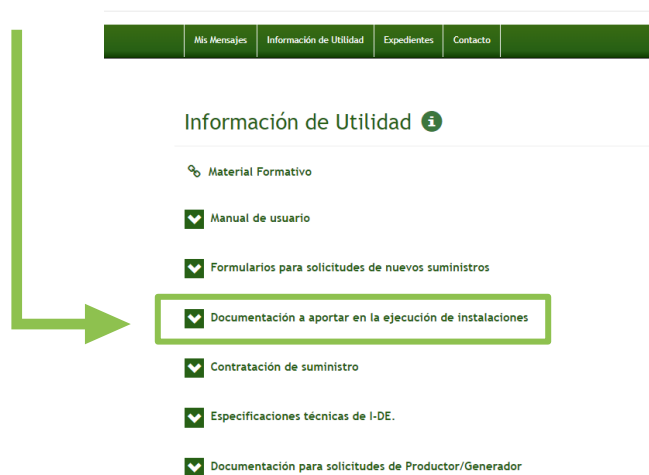 Mis Mensajes Información de Utilidad Expedientes Contacto
Información de Utilidad
Material Formativo
Manual de usuario
Formularios para solicitudes de nuevos suministros
Documentación a aportar en la ejecución de instalaciones
Contratación de suministro
Especificaciones técnicas de I-DE.
Documentación para solicitudes de Productor/Generador